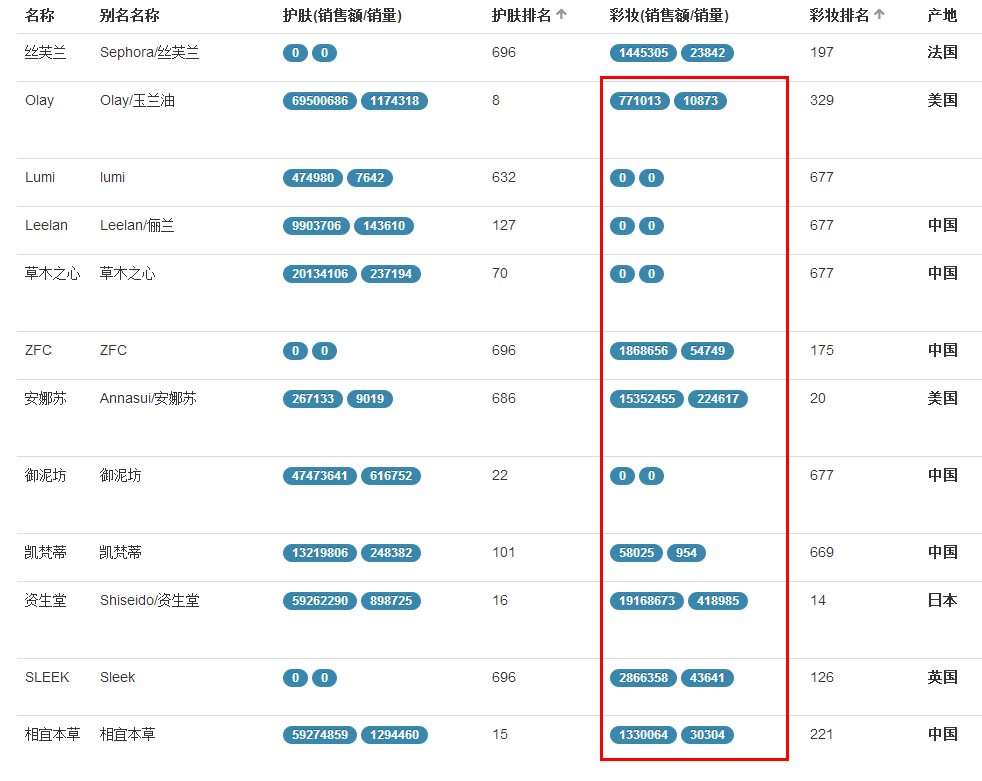 名称 别名名称 护肤(销售额/销量) 护肤排名 彩妆(销售额/销量) 彩妆排名 产地
丝芙兰 Sephora/丝芙兰 0 0 696 1445305 23842 197 法国
Olay Olay/玉兰油 69500686 1174318 8 771013 10873 329 美国
Lumi lumi 474980 7642 632 0 0 677
Leelan Leelan/俪兰 9903706 143610 127 0 0 677 中国
草木之心 草木之心 20134106 237194 70 0 0 677 中国
ZFC ZFC 0 0 696 1868656 54749 175 中国
安娜苏 Annasui/安娜苏 267133 9019 686 15352455 224617 20 美国
御泥坊 御泥坊 47473641 616752 22 0 0 677 中国
凯梵蒂 凯梵蒂 13219806 248382 101 58025 954 669 中国
资生堂 Shiseido/资生堂 59262290 898725 16 19168673 418985 14 日本
SLEEK Sleek 0 0 696 2866358 43641 126 英国
相宜本草 相宜本草 59274859 1294460 15 1330064 30304 221 中国